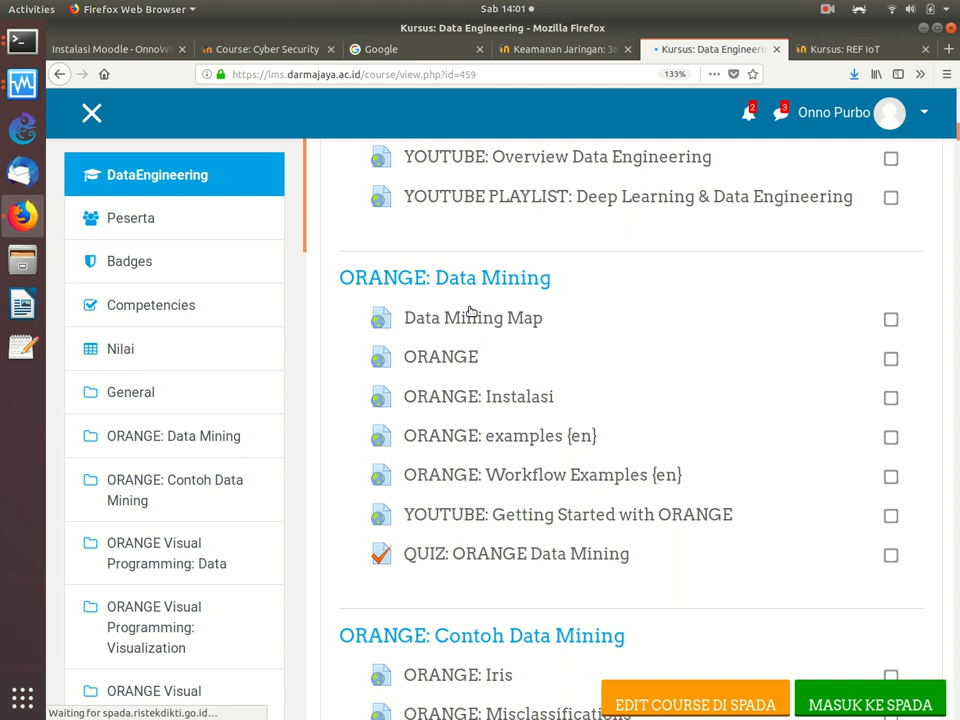 Activities
Firefox Web Browser
Sab 14:01
Kursus: Data Engineering - Mozilla Firefox
Instalasi Moodle - OnnoWi
Course: Cyber Security
Google
Keamanan Jaringan: 3
Kursus: Data Engineerin
Kursus: REF IoT
https://lms.darmajaya.ac.id/course/view.php?id=459
133%
2
3
Onno Purbo
DataEngineering
Peserta
Badges
Competencies
Nilai
General
ORANGE: Data Mining
ORANGE: Contoh Data
Mining
ORANGE Visual
Programming: Data
ORANGE Visual
Programming:
Visualization
ORANGE Visual
YOUTUBE: Overview Data Engineering
YOUTUBE PLAYLIST: Deep Learning & Data Engineering
ORANGE: Data Mining
Data Mining Map
ORANGE
ORANGE: Instalasi
ORANGE: examples {en}
ORANGE: Workflow Examples {en}
YOUTUBE: Getting Started with ORANGE
QUIZ: ORANGE Data Mining
ORANGE: Contoh Data Mining
ORANGE: Iris
ORANGE: Misclassifications
EDIT COURSE DI SPADA
MASUK KE SPADA
Waiting for spada.ristekdikti.go.id...